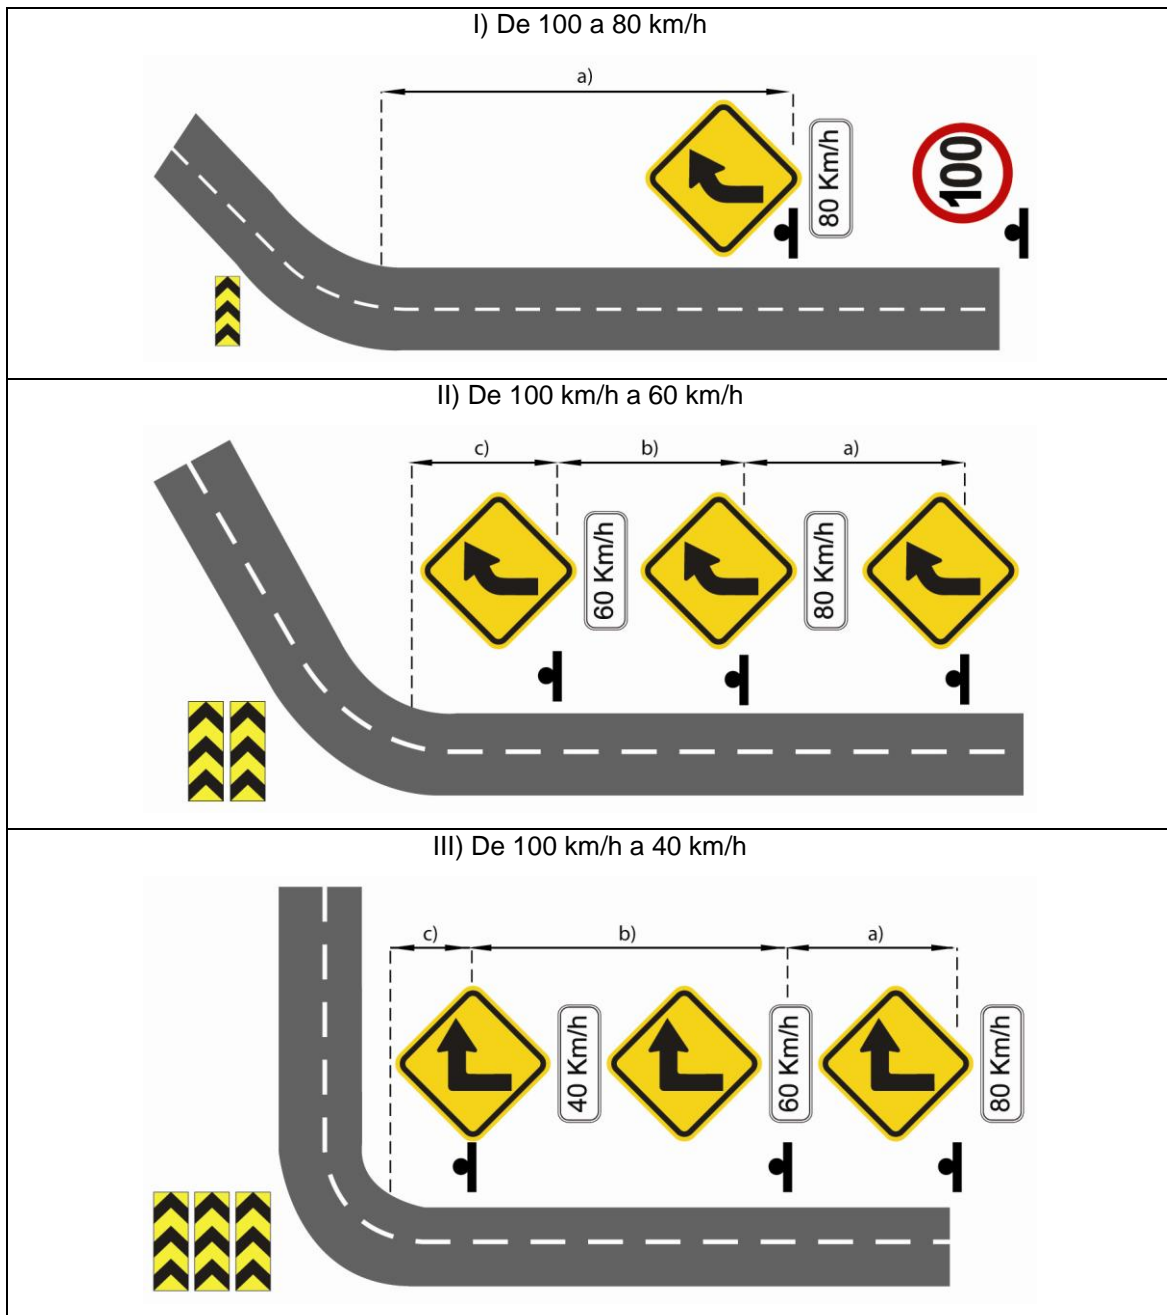 I) De 100 a 80 km/h
a)
80 Km/h
100
II) De 100 km/h a 60 km/h
c)
b)
a)
60 Km/h
80 Km/h
III) De 100 km/h a 40 km/h
c)
b)
a)
40 Km/h
60 Km/h
80 Km/h